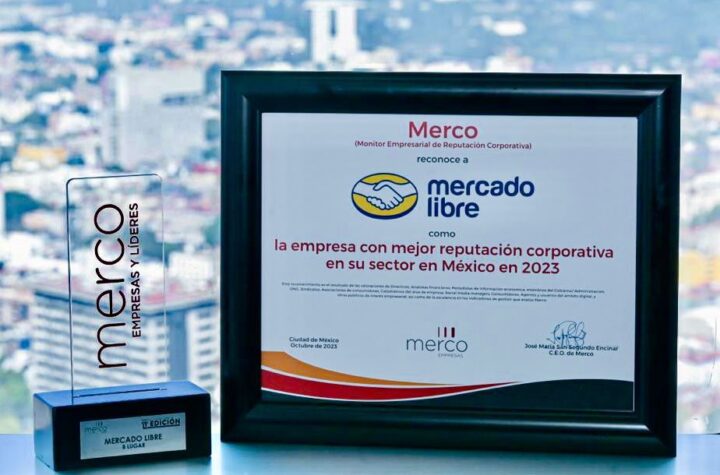 merco
EMPRESAS Y LÍDERES
merco
EDICIÓN
MERCADO LIBRE
8 LUGAR
Merco
(Monitor Empresarial de Reputación Corporativa)
reconoce a
mercado
libre
como
la empresa con mejor reputación corporativa
en su sector en México en 2023
Ciudad de México
Octubre de 2023
merco
EMPRESAS
José María San Segundo Encinar
C.E.O. de Merco